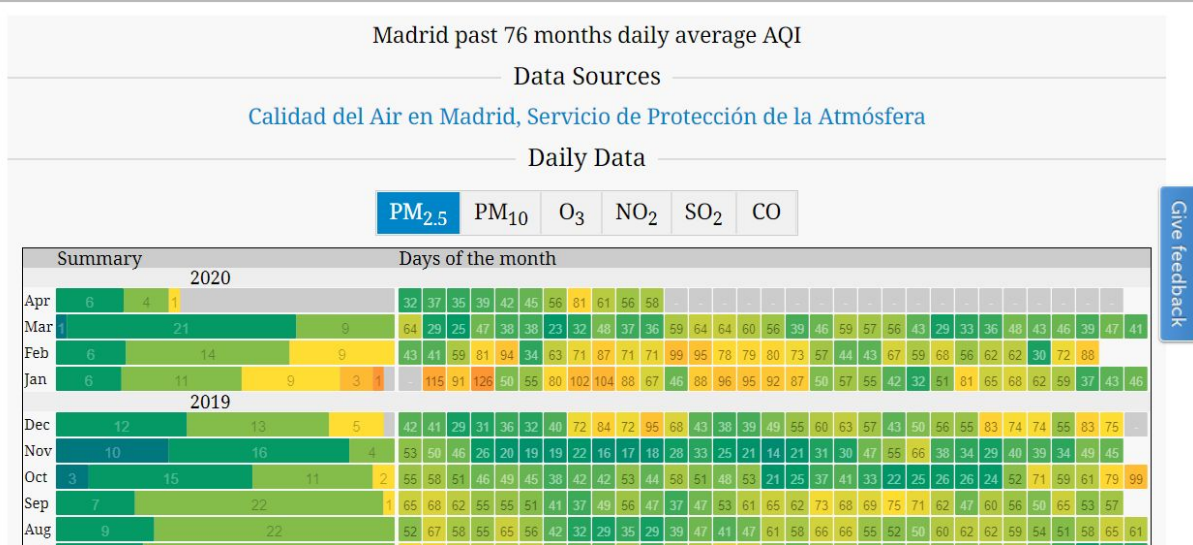 Madrid past 76 months daily average AQI
Data Sources
Calidad del Air en Madrid, Servicio de Protección de la Atmósfera
Daily Data
PM2.5 PM10 O3 NO2 SO2 CO
Give feedback
Summary Days of the month
2020
Apr 6 4 1 32 37 35 39 42 45 56 81 61 56 58 - - - - - - - - - - - - - - - - - - -
Mar 1 21 9 64 29 25 47 38 38 23 32 48 37 36 59 64 64 60 56 39 46 59 57 56 43 29 33 36 48 43 46 39 47 41
Feb 6 14 9 43 41 59 81 94 34 63 71 87 71 71 99 95 78 79 80 73 57 44 43 67 59 68 56 62 62 30 72 88
Jan 6 11 9 3 1 - 115 91 126 50 55 80 102 104 88 67 46 88 96 95 92 87 50 57 55 42 32 51 81 65 68 62 59 37 43 46
2019
Dec 12 13 5 42 41 29 31 36 32 40 72 84 72 95 68 43 38 39 49 55 60 63 57 43 50 56 55 83 74 74 55 83 75 -
Nov 10 16 4 53 50 46 26 20 19 19 22 16 17 18 28 33 25 21 14 21 31 30 47 55 66 38 34 29 40 39 34 49 45
Oct 3 15 11 2 55 58 51 46 49 45 38 42 42 53 44 58 51 48 53 21 25 37 41 33 22 25 26 26 24 52 71 59 61 79 99
Sep 7 22 1 65 68 62 55 55 51 41 37 49 56 47 37 47 53 61 65 62 73 68 69 75 71 62 47 60 56 50 65 53 57
Aug 9 22 52 67 58 55 65 56 42 32 29 35 29 39 47 41 47 61 58 66 66 55 52 50 60 62 62 59 54 51 58 65 61